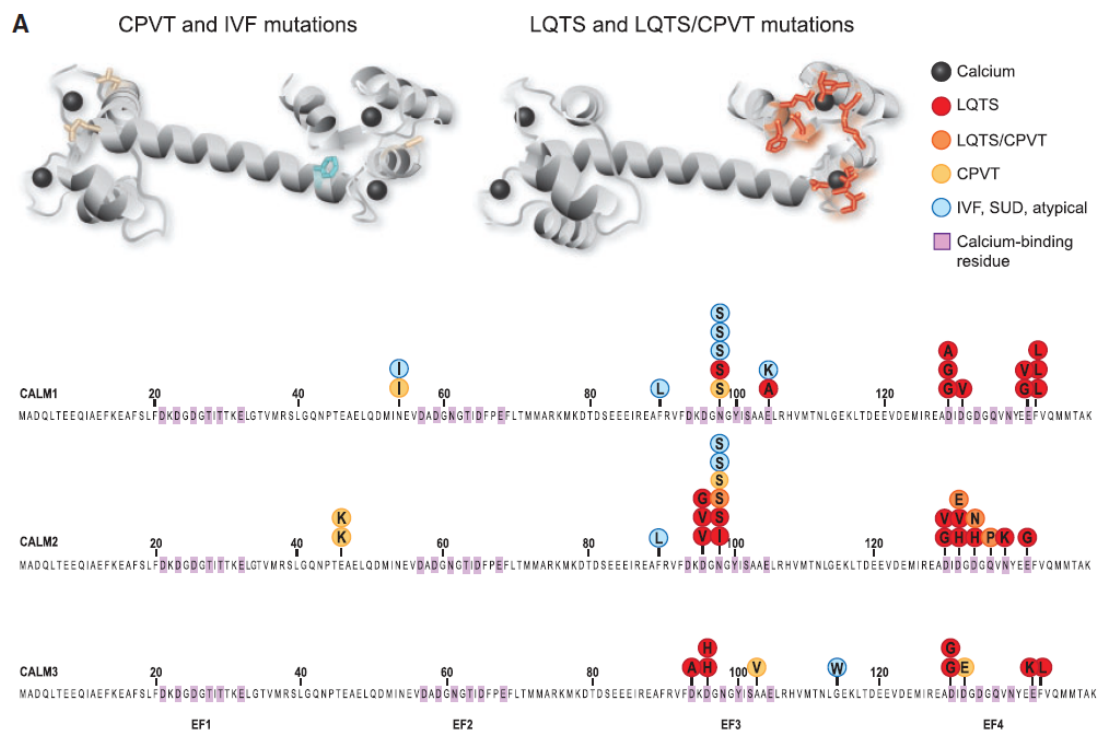 A
CPVT and IVF mutations
LQTS and LQTS/CPVT mutations
Calcium
LQTS
LQTS/CPVT
CPVT
IVF, SUD, atypical
Calcium-binding
residue
S
S
S A L
I S K G V L
I L S A G V G L
CALM1 20 40 60 80 100 120
MADQLTEEQIAEFKEAFSLFDKDGDGTITTKELGTVMRSLGQNPTEAELQDMINEVDADGNGTIDFPEFLTMMARKMKDTDSEEEIREAFRVFDKDGNGYISAAELRHVMTNLGEKLTDEEVDEMIREADIDGDGQVNYEEFVQMMTAK
S
S
S
G S E
K V S V V N
K L V I G H H P K G
CALM2 20 40 60 80 100 120
MADQLTEEQIAEFKEAFSLFDKDGDGTITTKELGTVMRSLGQNPTEAELQDMINEVDADGNGTIDFPEFLTMMARKMKDTDSEEEIREAFRVFDKDGNGYISAAELRHVMTNLGEKLTDEEVDEMIREADIDGDGQVNYEEFVQMMTAK
H G
A H V W G E K L
CALM3 20 40 60 80 100 120
MADQLTEEQIAEFKEAFSLFDKDGDGTITTKELGTVMRSLGQNPTEAELQDMINEVDADGNGTIDFPEFLTMMARKMKDTDSEEEIREAFRVFDKDGNGYISAAELRHVMTNLGEKLTDEEVDEMIREADIDGDGQVNYEEFVQMMTAK
EF1 EF2 EF3 EF4